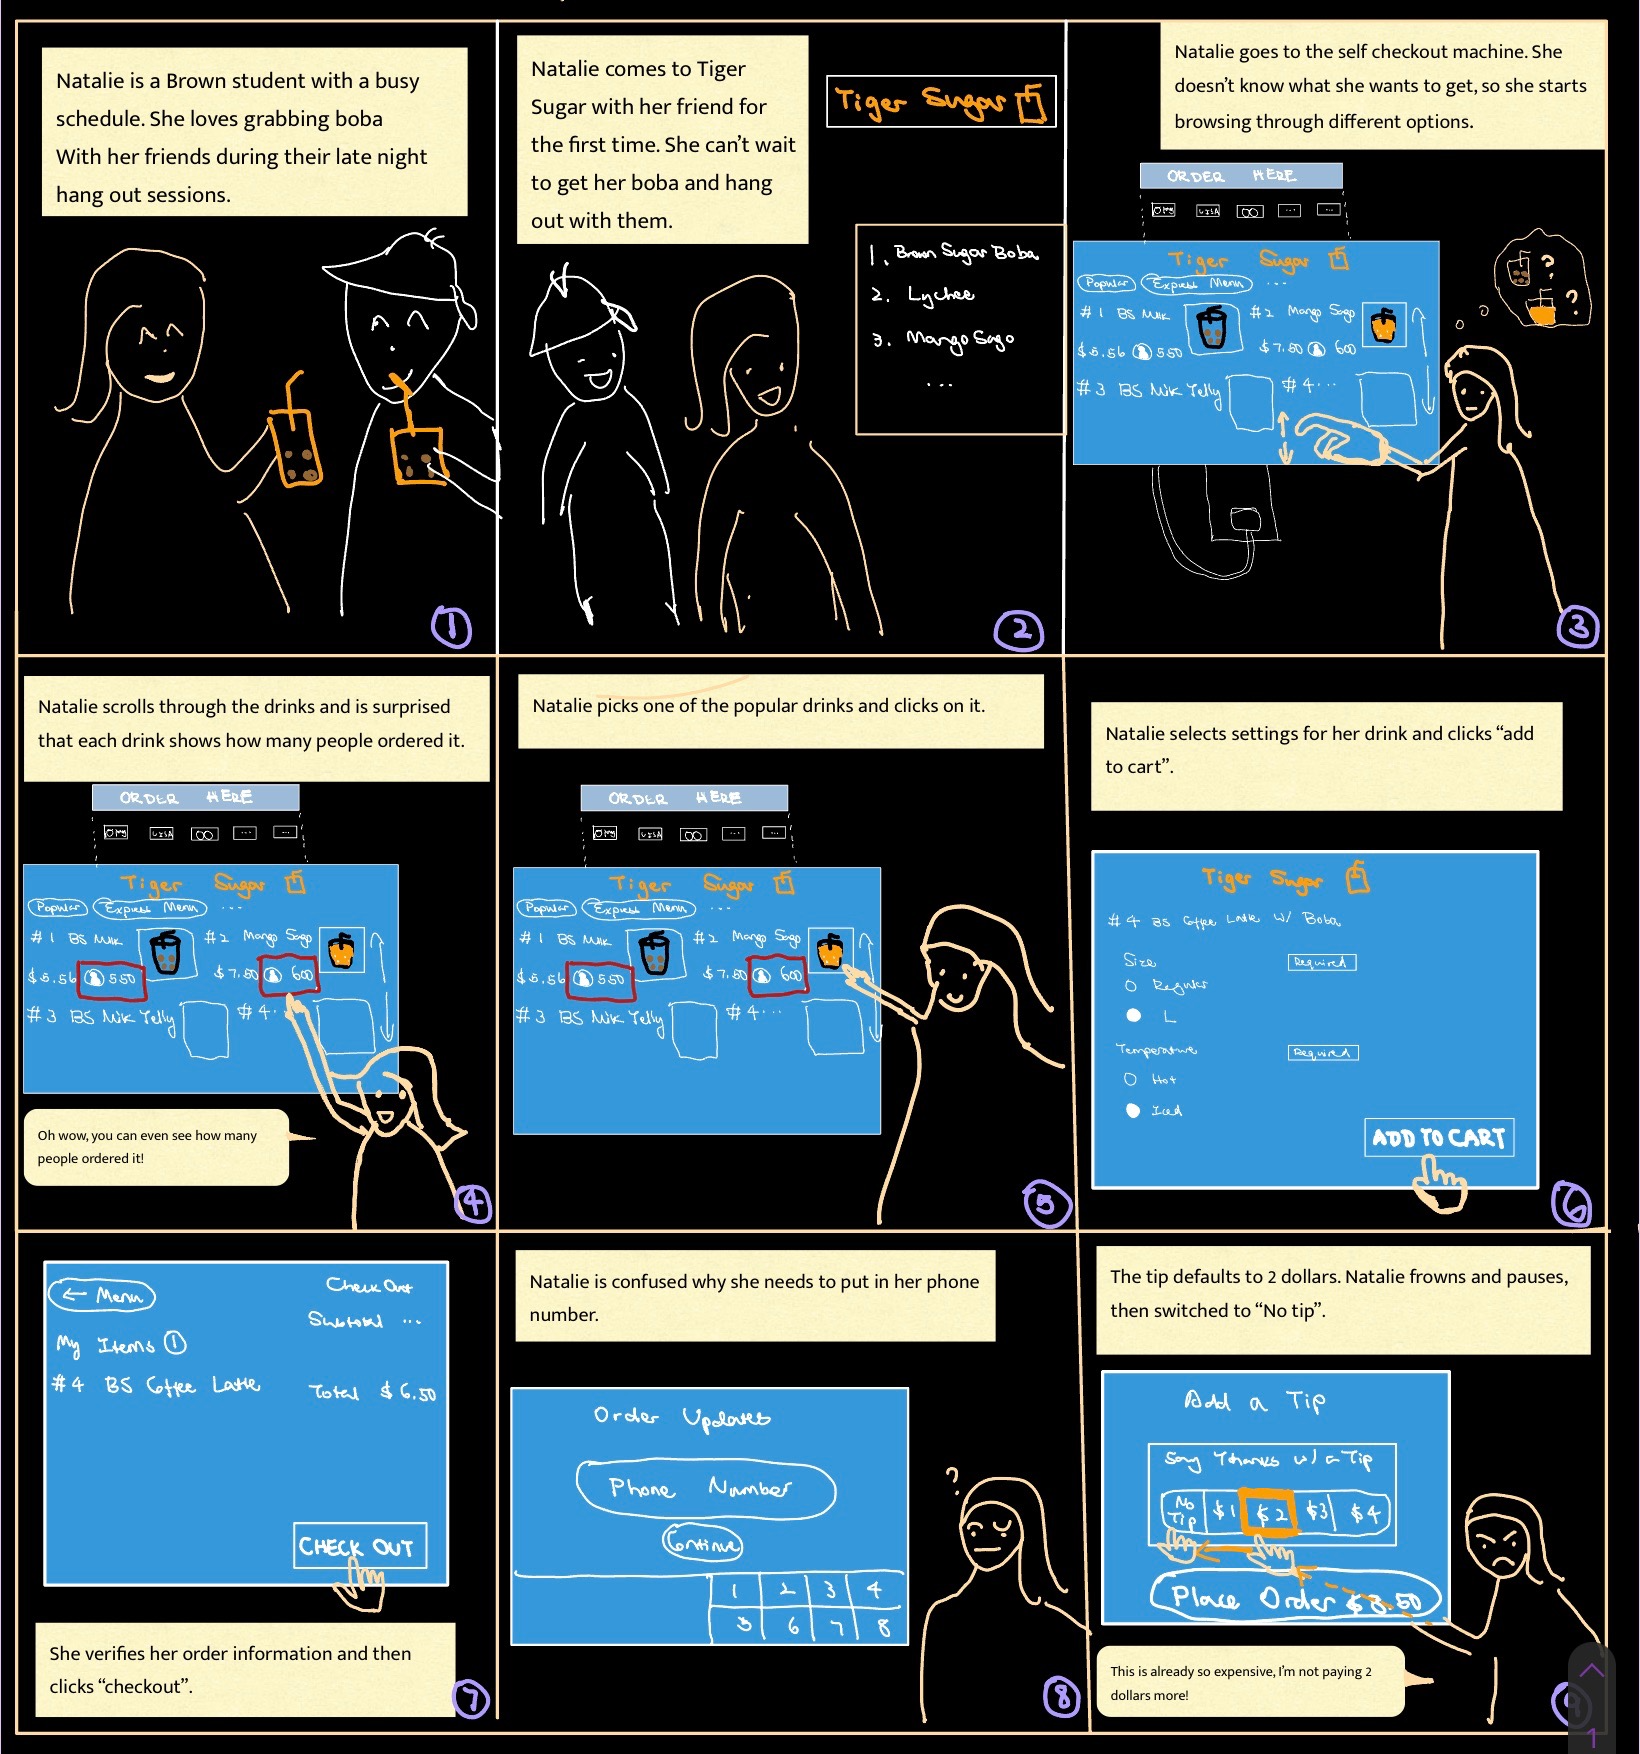 Natalie is a Brown student with a busy
schedule. She loves grabbing boba
With her friends during their late night
hang out sessions.
1
Natalie comes to Tiger
Sugar with her friend for
the first time. She can’t wait
to get her boba and hang
out with them.
Tiger Sugar
1. Brown Sugar Boba
2. Lychee
3. Mango Sago
...
2
Natalie goes to the self checkout machine. She
doesn’t know what she wants to get, so she starts
browsing through different options.
ORDER HERE
VISA
... ...
Tiger Sugar
Popular Express Menu ...
#1 BS Milk #2 Mango Sago
$5.56 550 $7.50 600
#3 BS Milk Jelly #4...
? ?
3
Natalie scrolls through the drinks and is surprised
that each drink shows how many people ordered it.
ORDER HERE
VISA ... ...
Tiger Sugar
Popular Express Menu ...
#1 BS Milk #2 Mango Sago
$5.56 550 $7.50 600
#3 BS Milk Jelly #4...
Oh wow, you can even see how many
people ordered it!
4
Natalie picks one of the popular drinks and clicks on it.
ORDER HERE
VISA ... ...
Tiger Sugar
Popular Express Menu ...
#1 BS Milk #2 Mango Sago
$5.56 550 $7.50 600
#3 BS Milk Jelly #4...
5
Natalie selects settings for her drink and clicks “add
to cart”.
Tiger Sugar
#4 BS Coffee Latte w/ Boba
Size Required
Regular
L
Temperature Required
Hot
Iced
ADD TO CART
6
← Menu
Check Out
Subtotal ...
My Items 1
#4 BS Coffee Latte
Total $6.50
CHECK OUT
She verifies her order information and then
clicks “checkout”.
7
Natalie is confused why she needs to put in her phone
number.
Order Updates
Phone Number
Continue
1 2 3 4
5 6 7 8
?
8
The tip defaults to 2 dollars. Natalie frowns and pauses,
then switched to “No tip”.
Add a Tip
Say Thanks w/ a Tip
No Tip $1 $2 $3 $4
Place Order $8.50
This is already so expensive, I’m not paying 2
dollars more!
9
1